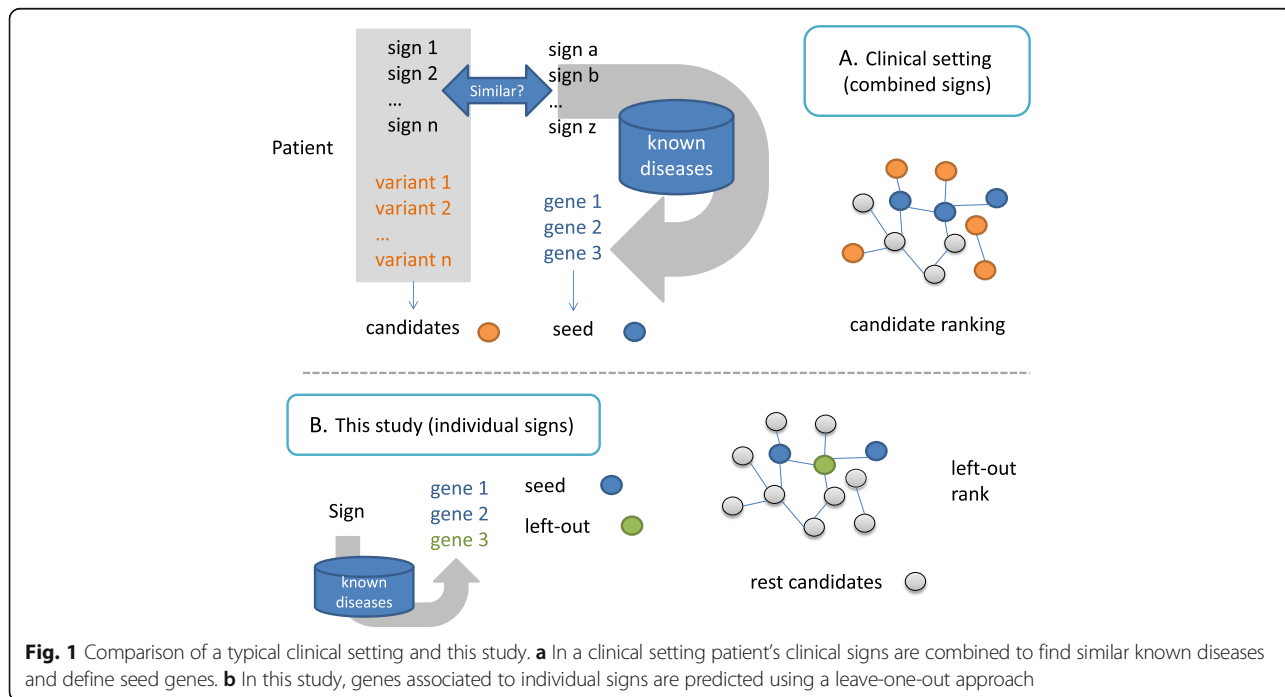 sign 1
sign 2
...
sign n
Patient
variant 1
variant 2
...
variant n
candidates
Similar?
sign a
sign b
...
sign z
known
diseases
gene 1
gene 2
gene 3
seed
A. Clinical setting
(combined signs)
candidate ranking
B. This study (individual signs)
Sign
known
diseases
gene 1
gene 2
gene 3
seed
left-out
left-out
rank
rest candidates
Fig. 1 Comparison of a typical clinical setting and this study. a In a clinical setting patient's clinical signs are combined to find similar known diseases
and define seed genes. b In this study, genes associated to individual signs are predicted using a leave-one-out approach